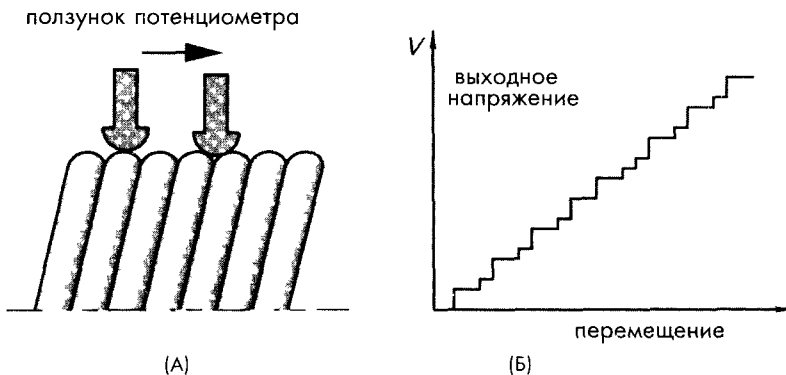 ползунок потенциометра
V
выходное
напряжение
перемещение
(А)
(Б)